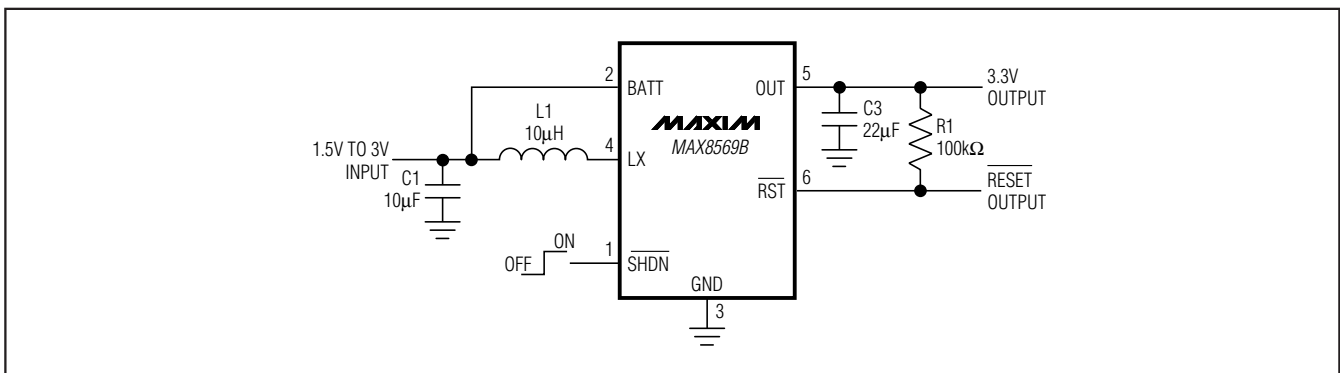 2
BATT
OUT
5
3.3V
OUTPUT
L1
10μH
MAXIM
MAX8569B
C3
22μF
R1
100kΩ
1.5V TO 3V
INPUT
4
LX
C1
10μF
RST
6
RESET
OUTPUT
OFF
ON
1
SHDN
GND
3